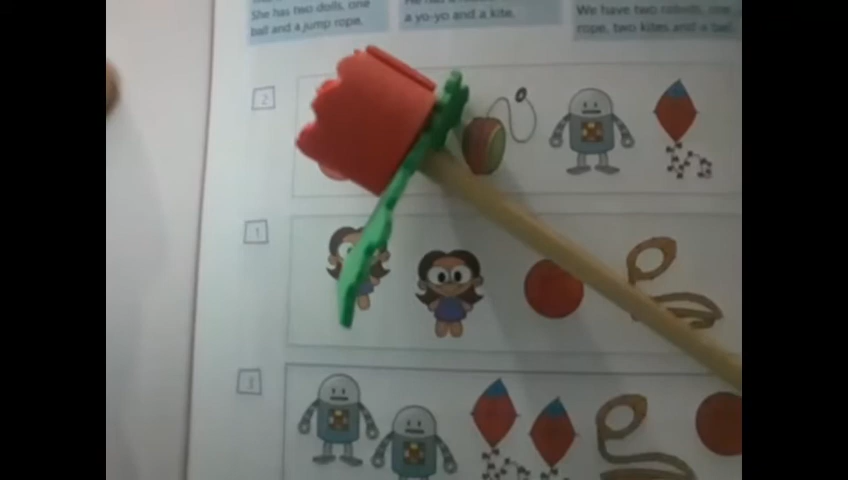 She has two dolls, one
ball and a jump rope.
a yo-yo and a kite.
We have two robots, one
rope, two kites and a ball.
2
1
3